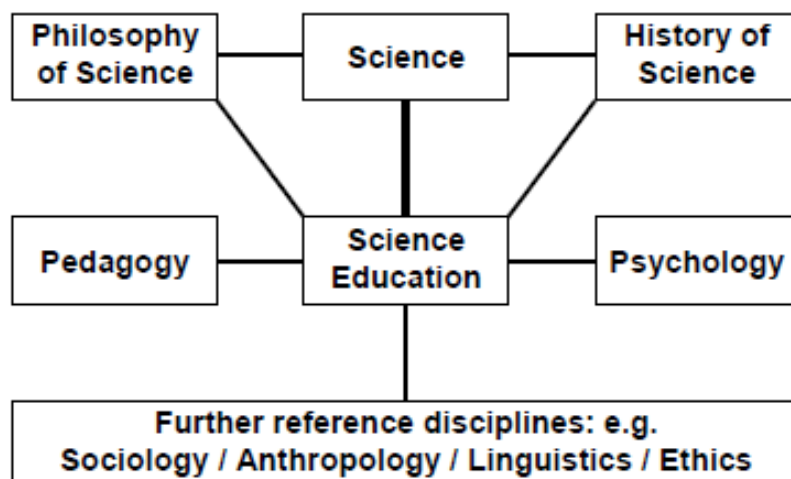 Philosophy
of Science
Science
History of
Science
Pedagogy
Science
Education
Psychology
Further reference disciplines: e.g.
Sociology / Anthropology / Linguistics / Ethics